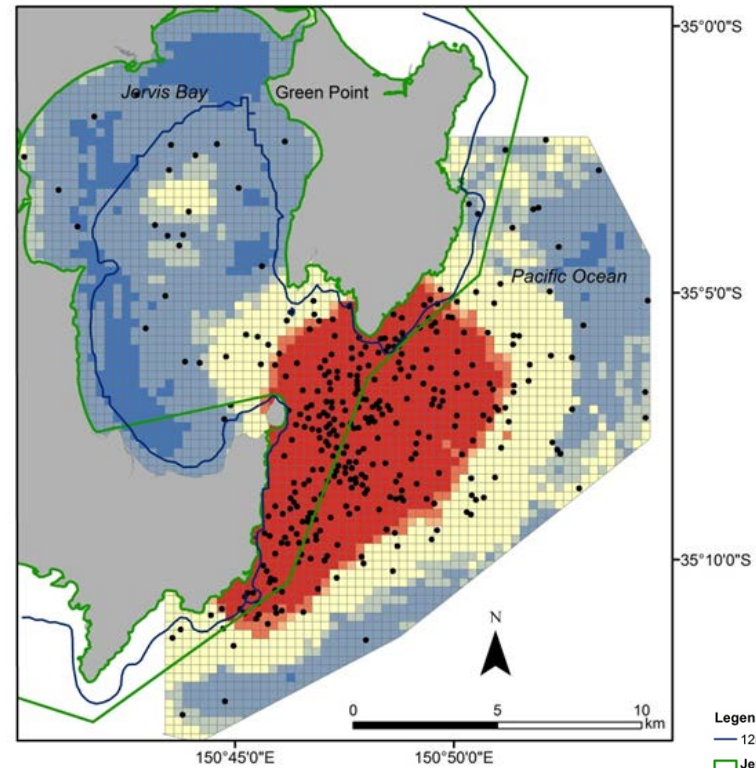 35°0'0"S
Jervis Bay
Green Point
Pacific Ocean
35°5'0"S
35°10'0"S
N
0 5 10
km
150°45'0"E 150°50'0"E
Legen
12
Je